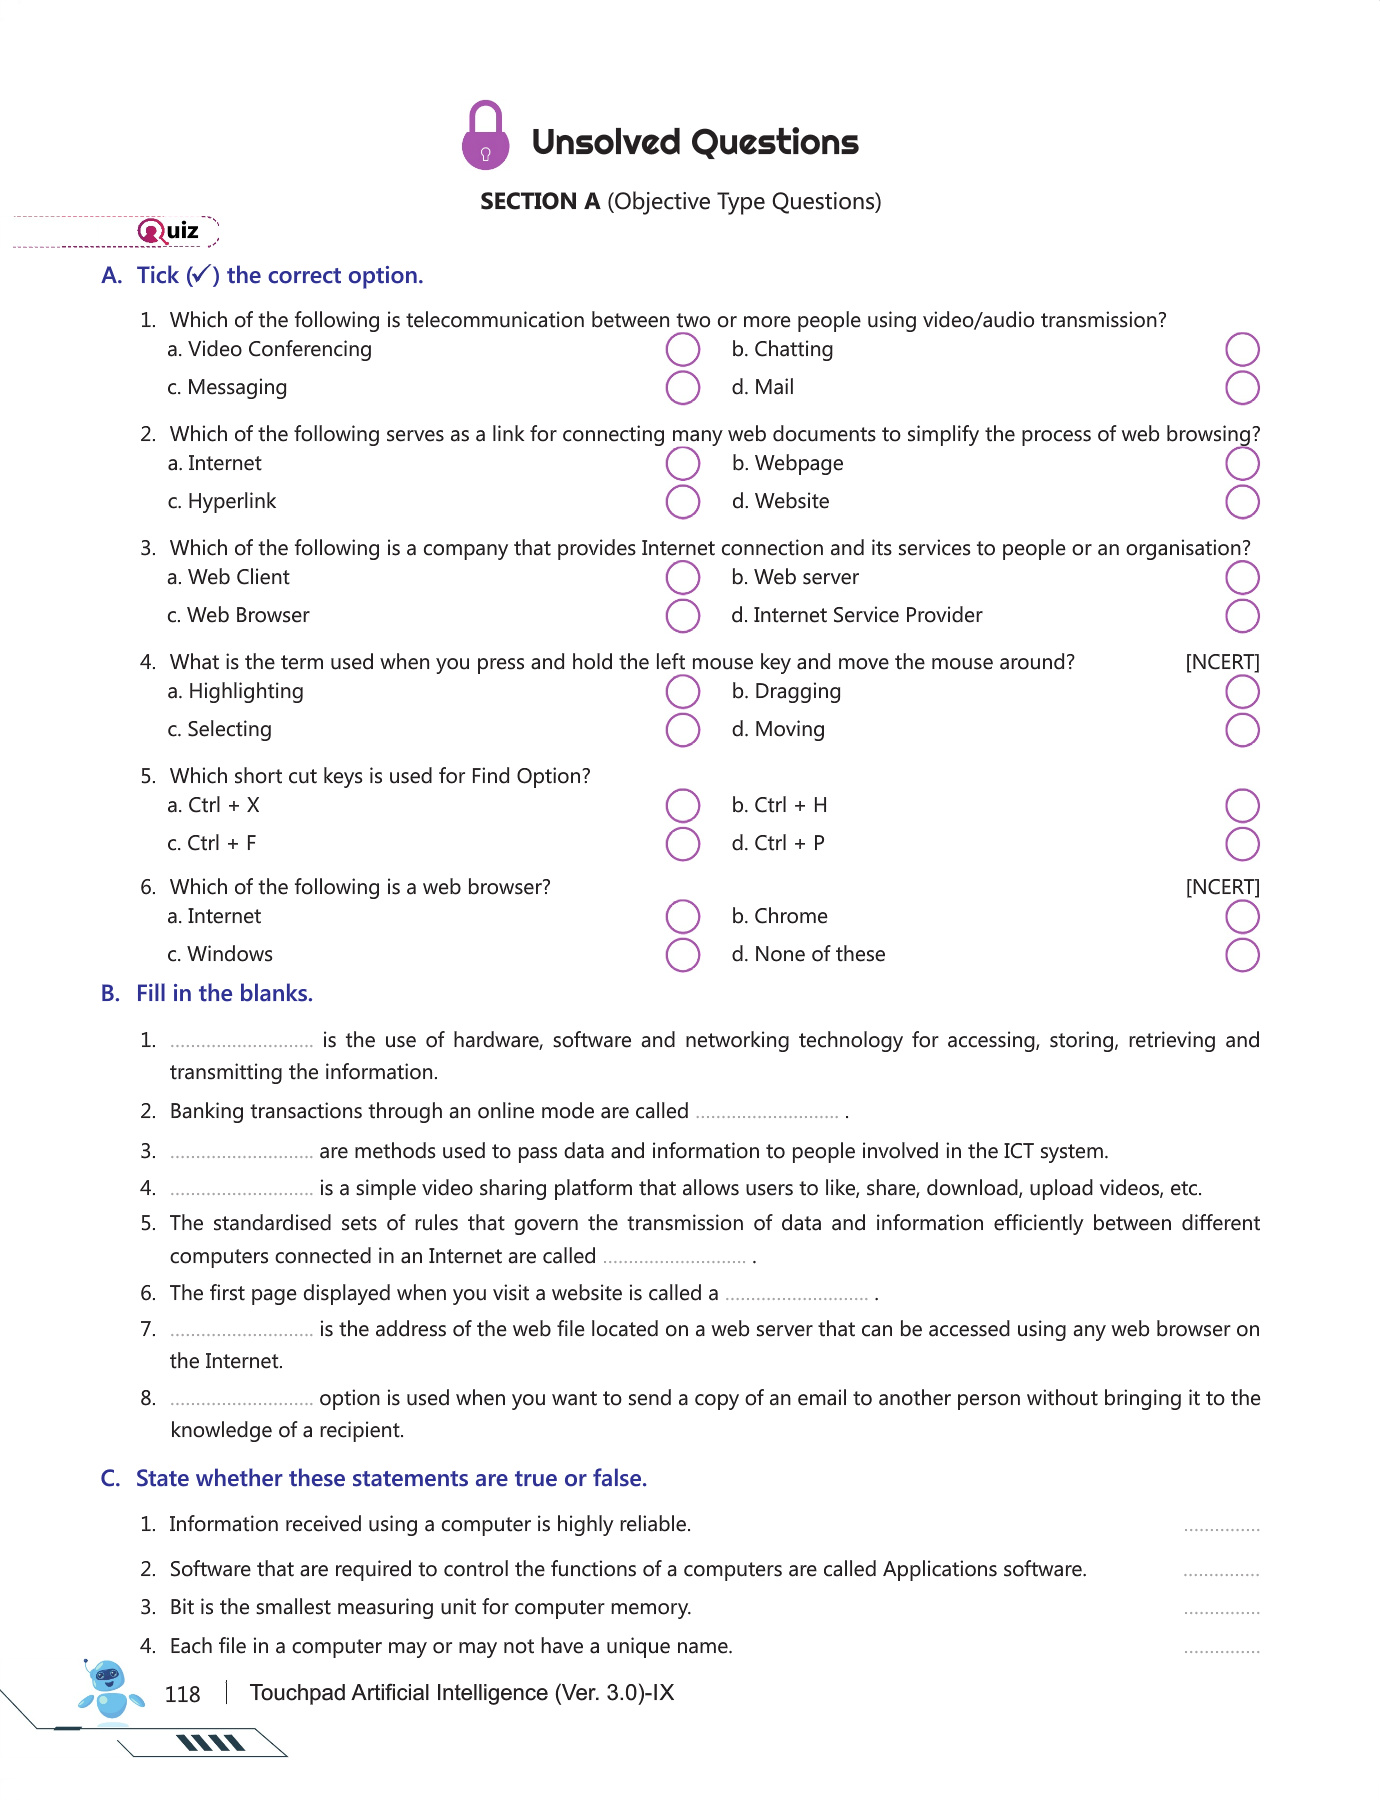 Unsolved Questions
SECTION A (Objective Type Questions)
Quiz
A. Tick (✓) the correct option.
1. Which of the following is telecommunication between two or more people using video/audio transmission?
a. Video Conferencing b. Chatting
c. Messaging d. Mail
2. Which of the following serves as a link for connecting many web documents to simplify the process of web browsing?
a. Internet b. Webpage
c. Hyperlink d. Website
3. Which of the following is a company that provides Internet connection and its services to people or an organisation?
a. Web Client b. Web server
c. Web Browser d. Internet Service Provider
4. What is the term used when you press and hold the left mouse key and move the mouse around? [NCERT]
a. Highlighting b. Dragging
c. Selecting d. Moving
5. Which short cut keys is used for Find Option?
a. Ctrl + X b. Ctrl + H
c. Ctrl + F d. Ctrl + P
6. Which of the following is a web browser? [NCERT]
a. Internet b. Chrome
c. Windows d. None of these
B. Fill in the blanks.
1. ............................ is the use of hardware, software and networking technology for accessing, storing, retrieving and
transmitting the information.
2. Banking transactions through an online mode are called ............................ .
3. ............................ are methods used to pass data and information to people involved in the ICT system.
4. ............................ is a simple video sharing platform that allows users to like, share, download, upload videos, etc.
5. The standardised sets of rules that govern the transmission of data and information efficiently between different
computers connected in an Internet are called ............................ .
6. The first page displayed when you visit a website is called a ............................ .
7. ............................ is the address of the web file located on a web server that can be accessed using any web browser on
the Internet.
8. ............................ option is used when you want to send a copy of an email to another person without bringing it to the
knowledge of a recipient.
C. State whether these statements are true or false.
1. Information received using a computer is highly reliable. ...............
2. Software that are required to control the functions of a computers are called Applications software. ...............
3. Bit is the smallest measuring unit for computer memory. ...............
4. Each file in a computer may or may not have a unique name. ...............
118 | Touchpad Artificial Intelligence (Ver. 3.0)-IX